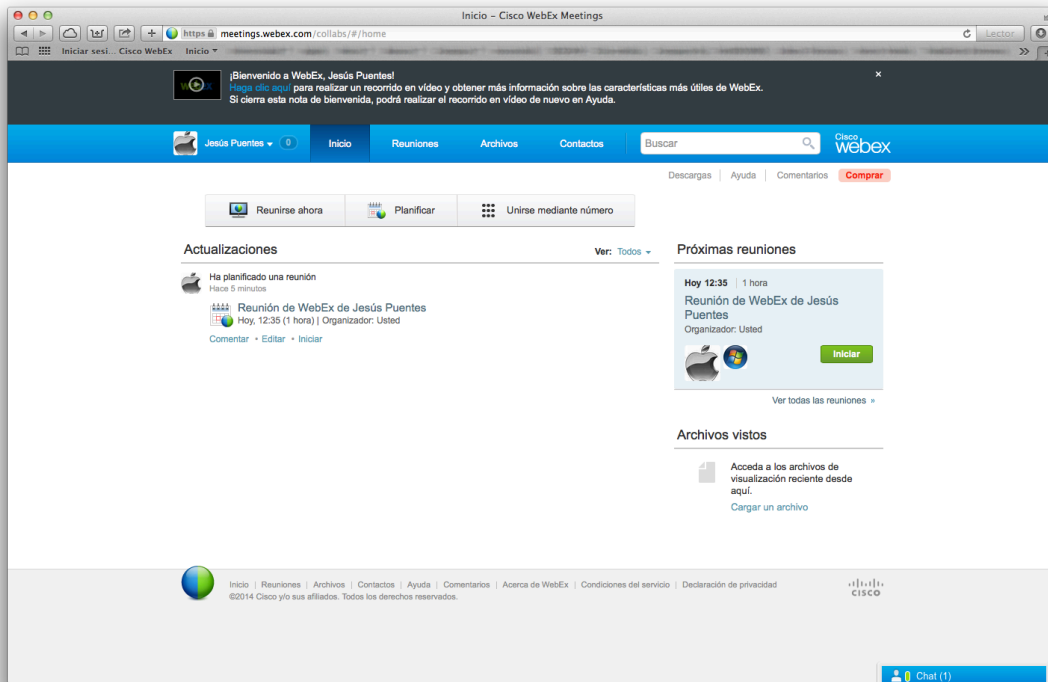 Inicio – Cisco WebEx Meetings
https meetings.webex.com/collabs/#/home
Lector
Iniciar sesi... Cisco WebEx Inicio
¡Bienvenido a WebEx, Jesús Puentes!
Haga clic aquí para realizar un recorrido en vídeo y obtener más información sobre las características más útiles de WebEx.
Si cierra esta nota de bienvenida, podrá realizar el recorrido en vídeo de nuevo en Ayuda.
Jesús Puentes 0 Inicio Reuniones Archivos Contactos Buscar Cisco webex
Descargas | Ayuda | Comentarios Comprar
Reunirse ahora Planificar Unirse mediante número
Actualizaciones Ver: Todos
Ha planificado una reunión
Hace 5 minutos
Reunión de WebEx de Jesús Puentes
Hoy, 12:35 (1 hora) | Organizador: Usted
Comentar • Editar • Iniciar
Próximas reuniones
Hoy 12:35 | 1 hora
Reunión de WebEx de Jesús
Puentes
Organizador: Usted
Iniciar
Ver todas las reuniones »
Archivos vistos
Acceda a los archivos de
visualización reciente desde
aquí.
Cargar un archivo
Inicio | Reuniones | Archivos | Contactos | Ayuda | Comentarios | Acerca de WebEx | Condiciones del servicio | Declaración de privacidad
©2014 Cisco y/o sus afiliados. Todos los derechos reservados.
CISCO
Chat (1)